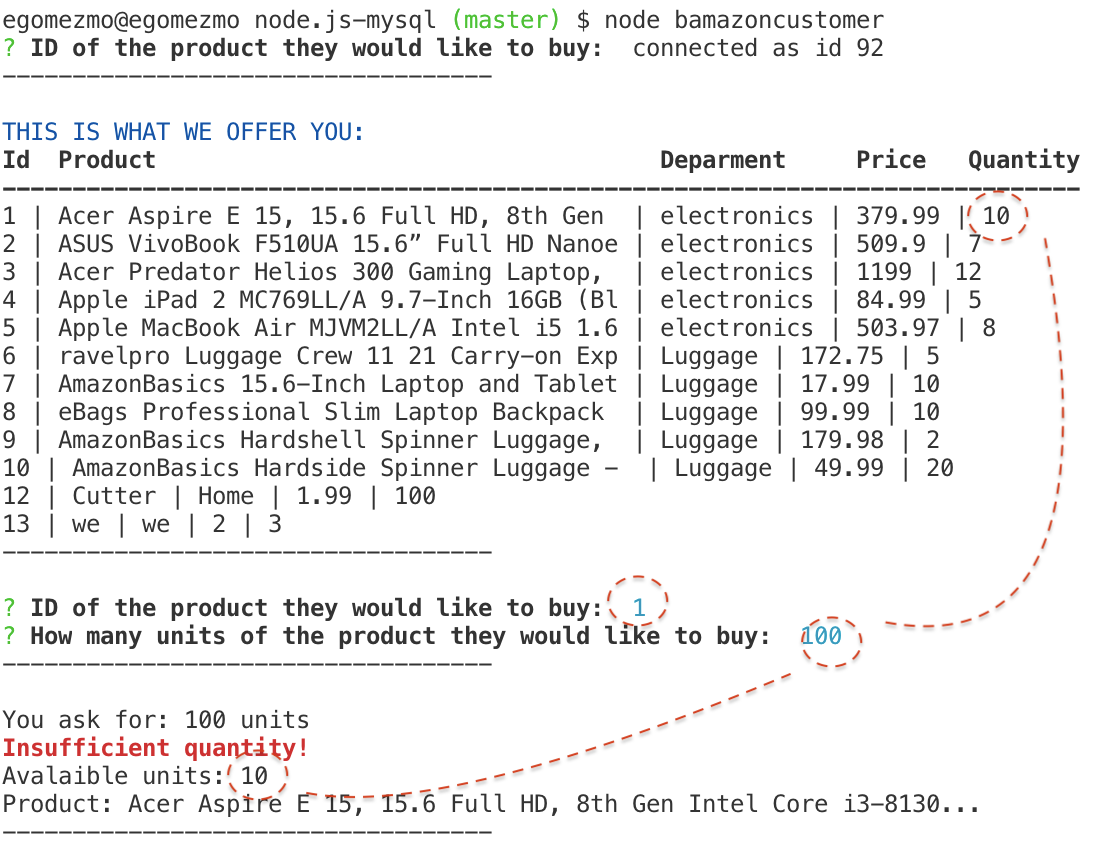 egomezmo@egomezmo node.js-mysql (master) $ node bamazoncustomer
? ID of the product they would like to buy:  connected as id 92
-----------------------------------
THIS IS WHAT WE OFFER YOU:
Id  Product                                    Deparment     Price   Quantity
-----------------------------------------------------------------------------
1 | Acer Aspire E 15, 15.6 Full HD, 8th Gen  | electronics | 379.99 | 10
2 | ASUS VivoBook F510UA 15.6” Full HD Nanoe | electronics | 509.9 | 7
3 | Acer Predator Helios 300 Gaming Laptop,  | electronics | 1199 | 12
4 | Apple iPad 2 MC769LL/A 9.7-Inch 16GB (Bl | electronics | 84.99 | 5
5 | Apple MacBook Air MJVM2LL/A Intel i5 1.6 | electronics | 503.97 | 8
6 | ravelpro Luggage Crew 11 21 Carry-on Exp | Luggage | 172.75 | 5
7 | AmazonBasics 15.6-Inch Laptop and Tablet | Luggage | 17.99 | 10
8 | eBags Professional Slim Laptop Backpack  | Luggage | 99.99 | 10
9 | AmazonBasics Hardshell Spinner Luggage,  | Luggage | 179.98 | 2
10 | AmazonBasics Hardside Spinner Luggage -  | Luggage | 49.99 | 20
12 | Cutter | Home | 1.99 | 100
13 | we | we | 2 | 3
-----------------------------------
? ID of the product they would like to buy:  1
? How many units of the product they would like to buy:  100
-----------------------------------
You ask for: 100 units
Insufficient quantity!
Avalaible units: 10
Product: Acer Aspire E 15, 15.6 Full HD, 8th Gen Intel Core i3-8130...
-----------------------------------